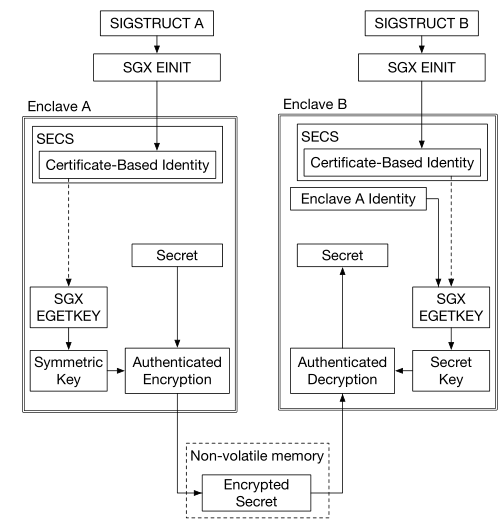 SIGSTRUCT A
SGX EINIT
Enclave A
SECS
Certificate-Based Identity
Secret
SGX
EGETKEY
Symmetric
Key
Authenticated
Encryption
SIGSTRUCT B
SGX EINIT
Enclave B
SECS
Certificate-Based Identity
Enclave A Identity
Secret
SGX
EGETKEY
Authenticated
Decryption
Secret
Key
Non-volatile memory
Encrypted
Secret